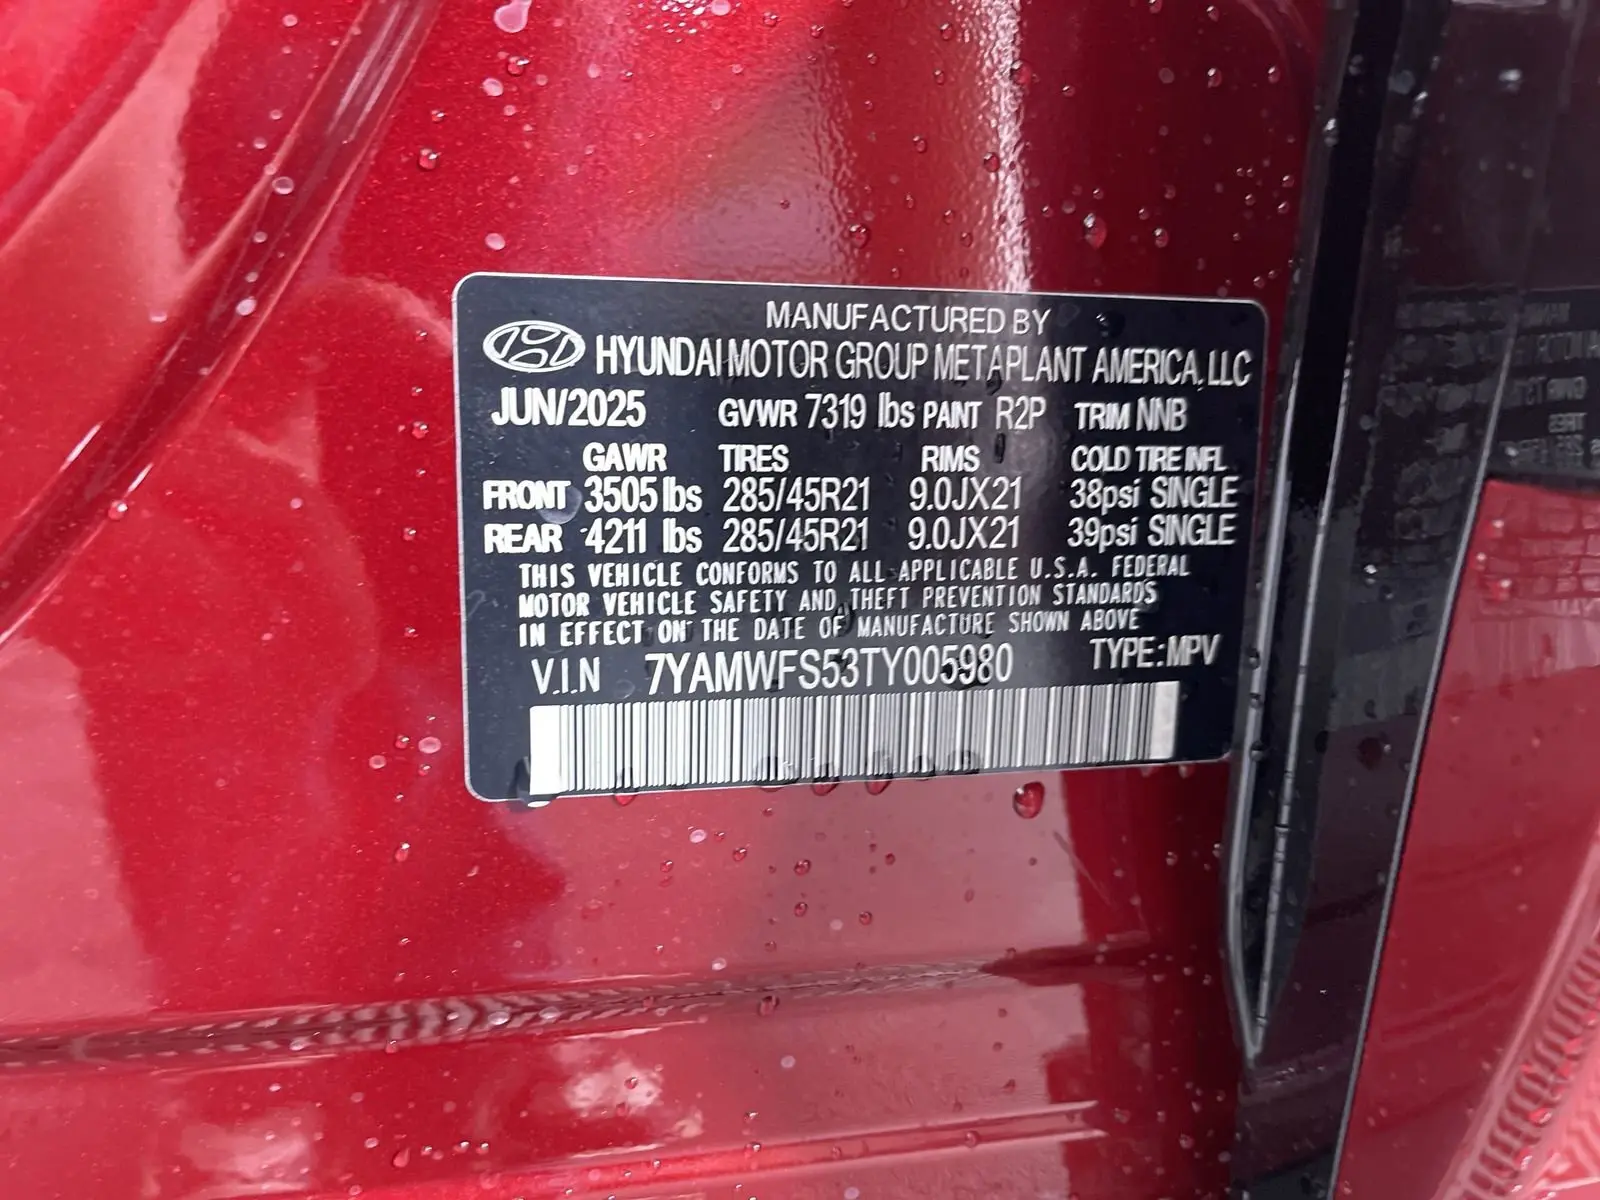 MANUFACTURED BY
HYUNDAI MOTOR GROUP METAPLANT AMERICA, LLC
JUN/2025 GVWR 7319 lbs PAINT R2P TRIM NNB
GAWR TIRES RIMS COLD TIRE INFL
FRONT 3505 lbs 285/45R21 9.0JX21 38psi SINGLE
REAR 4211 lbs 285/45R21 9.0JX21 39psi SINGLE
THIS VEHICLE CONFORMS TO ALL APPLICABLE U.S.A. FEDERAL
MOTOR VEHICLE SAFETY AND THEFT PREVENTION STANDARDS
IN EFFECT ON THE DATE OF MANUFACTURE SHOWN ABOVE
V.I.N 7YAMWFS53TY005980 TYPE:MPV